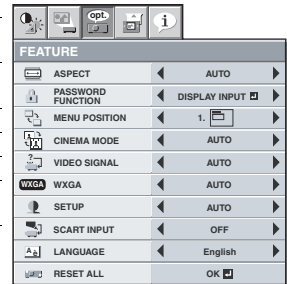 opt.
i
FEATURE
ASPECT AUTO
PASSWORD FUNCTION DISPLAY INPUT
MENU POSITION 1.
CINEMA MODE AUTO
VIDEO SIGNAL AUTO
WXGA WXGA AUTO
SETUP AUTO
SCART INPUT OFF
LANGUAGE English
RESET ALL OK